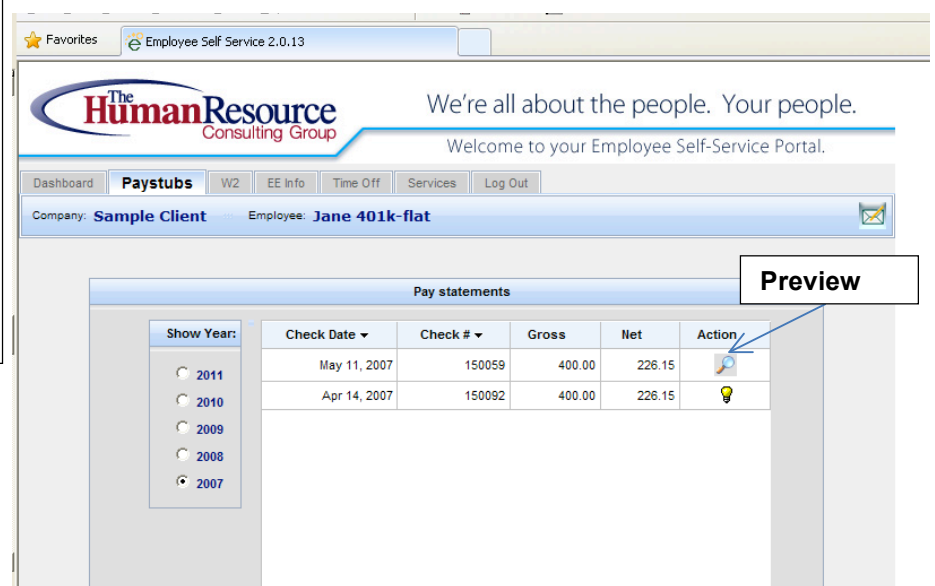 Favorites
Employee Self Service 2.0.13
The
Human Resource
Consulting Group
We're all about the people. Your people.
Welcome to your Employee Self-Service Portal.
Dashboard Paystubs W2 EE Info Time Off Services Log Out
Company: Sample Client Employee: Jane 401k-flat
Preview
Pay statements
Show Year: Check Date Check # Gross Net Action
May 11, 2007 150059 400.00 226.15
Apr 14, 2007 150092 400.00 226.15
2011
2010
2009
2008
2007